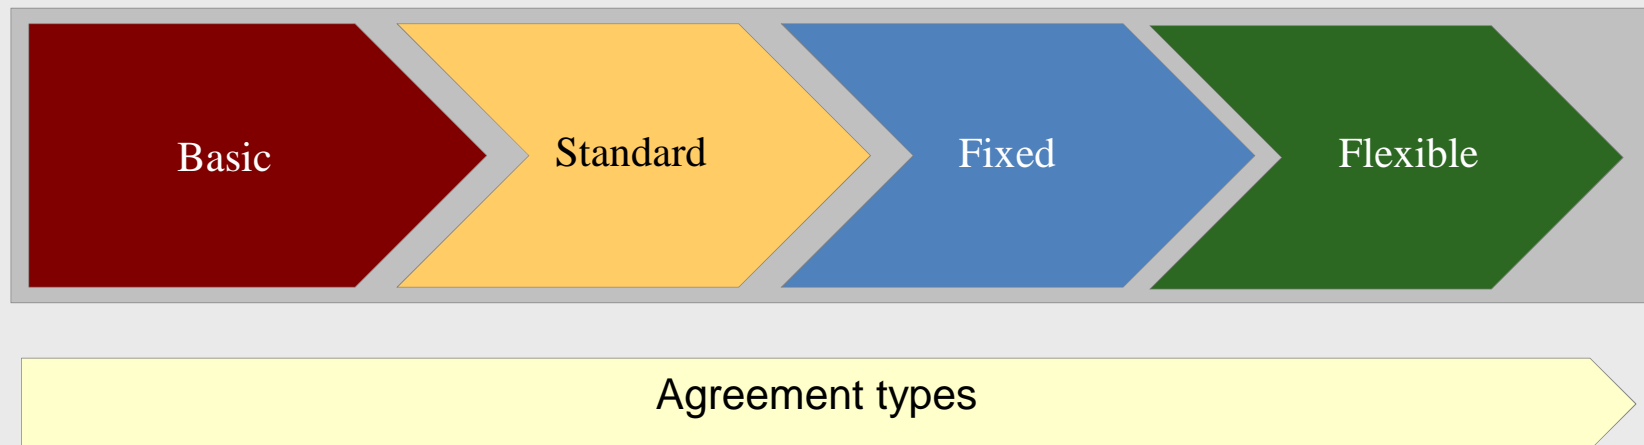 Basic
Standard
Fixed
Flexible
Agreement types